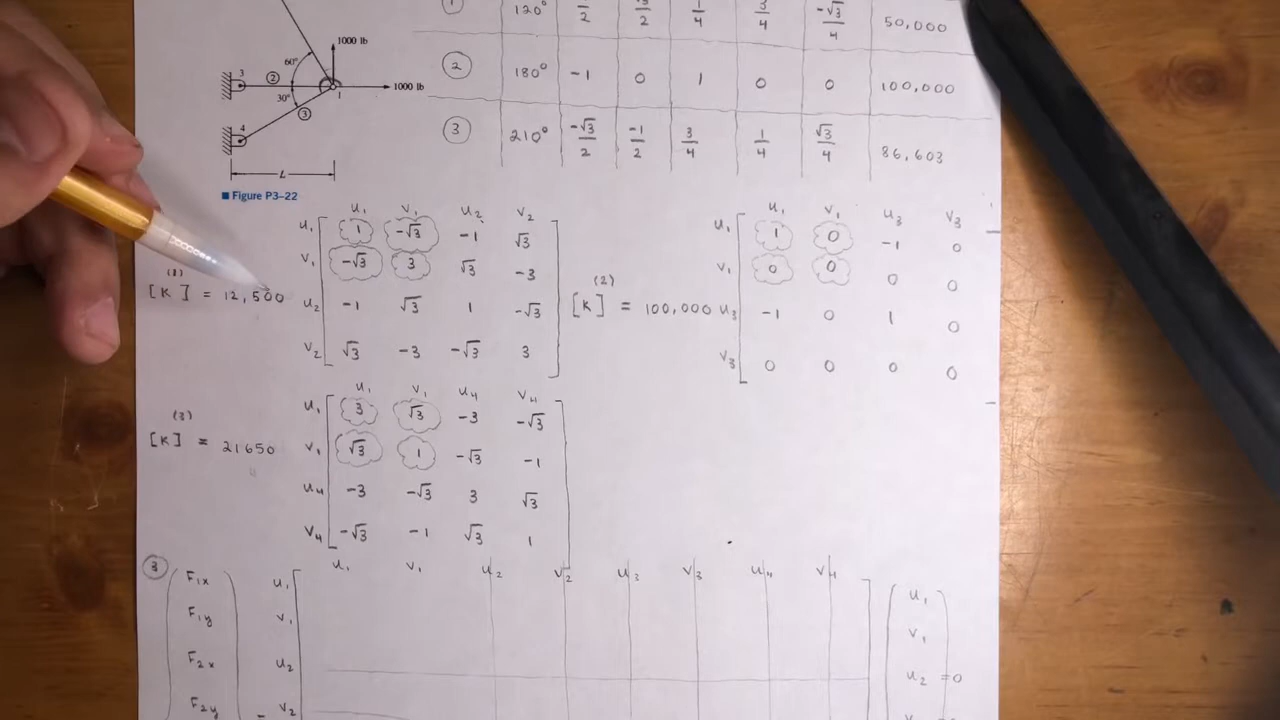 ① 120° 1/2 √3/2 1/4 3/4 -√3/4 50,000
② 180° -1 0 1 0 0 100,000
③ 210° -√3/2 -1/2 3/4 1/4 √3/4 86,603
1000 lb
60°
3 ② 1 1000 lb
30°
③
4
L
Figure P3-22
u₁ v₁ u₂ v₂
u₁ 1 -√3 -1 √3
v₁ -√3 3 √3 -3
[K]⁽¹⁾ = 12,500
u₂ -1 √3 1 -√3
v₂ √3 -3 -√3 3
u₁ v₁ u₃ v₃
u₁ 1 0 -1 0
v₁ 0 0 0 0
[K]⁽²⁾ = 100,000
u₃ -1 0 1 0
v₃ 0 0 0 0
u₁ v₁ u₄ v₄
u₁ 3 √3 -3 -√3
[K]⁽³⁾ = 21650
v₁ √3 1 -√3 -1
u₄ -3 -√3 3 √3
v₄ -√3 -1 √3 1
③ u₁ v₁ u₂ v₂ u₃ v₃ u₄ v₄
F₁x u₁ u₁
F₁y v₁ v₁
F₂x u₂ u₂ =0
F₂y = v₂